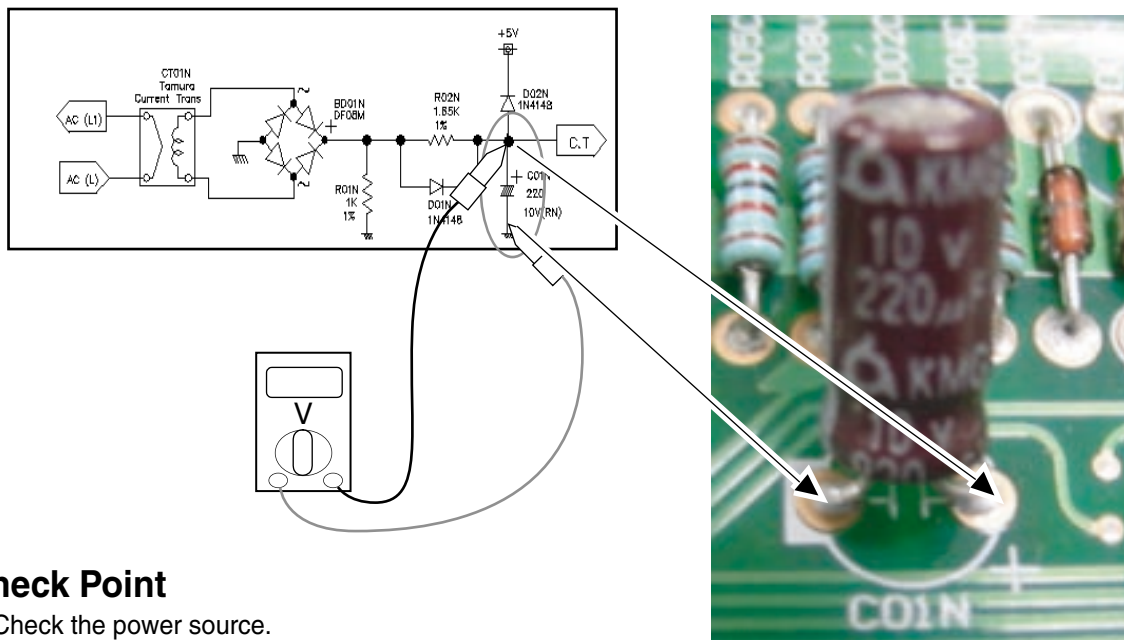 +5V
CT01N
Tamura
Current Trans
AC (L1)
AC (L)
BD01N
DF08M
+
R02N
1.65K
1%
D02N
1N4148
C.T
R01N
1K
1%
D01N
1N4148
+
220
10V(RN)
V
heck Point
Check the power source.
KMG
10 v
220µF
KMG
10 v
220
+
C01N